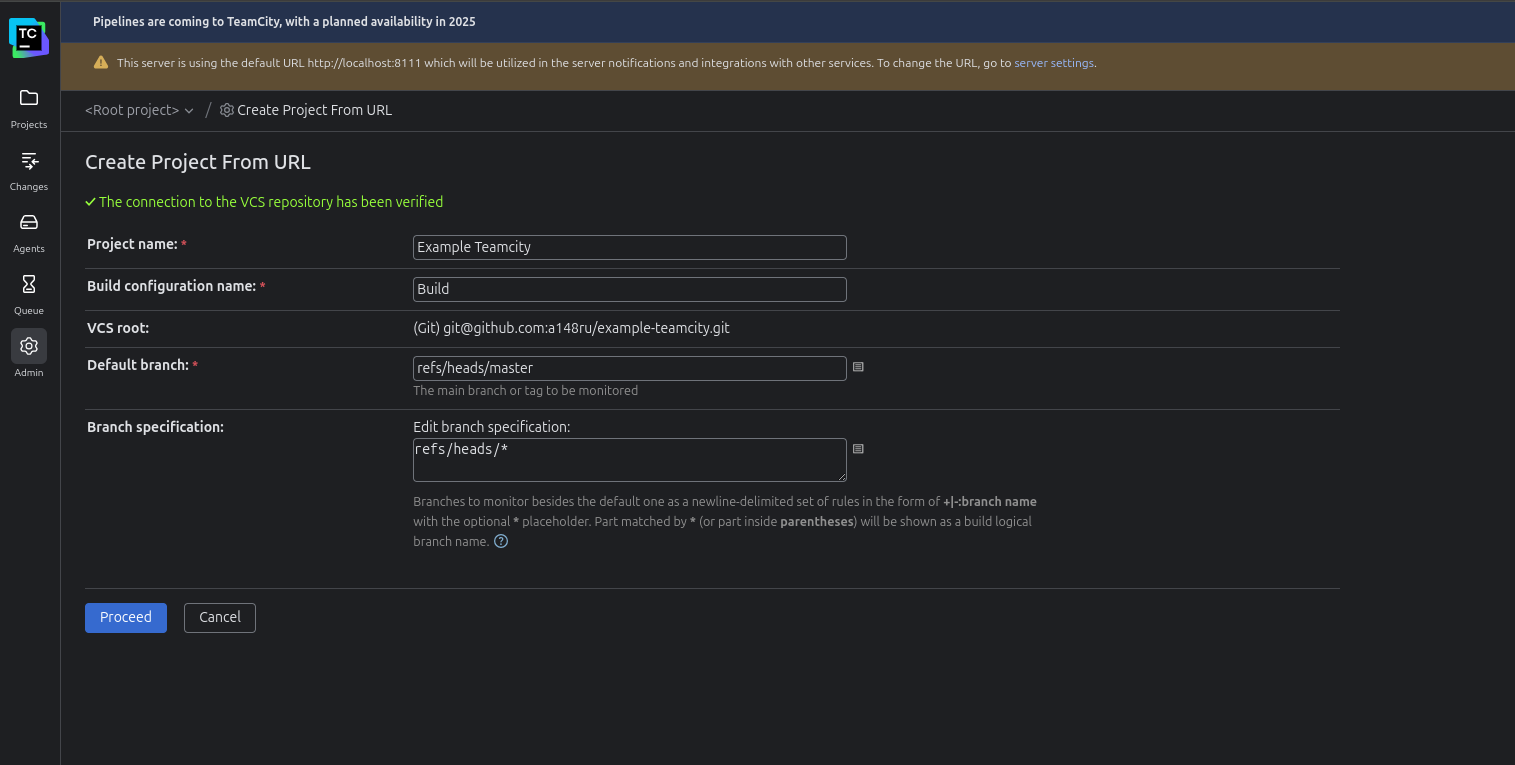 TC
Pipelines are coming to TeamCity, with a planned availability in 2025
This server is using the default URL http://localhost:8111 which will be utilized in the server notifications and integrations with other services. To change the URL, go to server settings.
Projects
Changes
Agents
Queue
Admin
<Root project> / Create Project From URL
Create Project From URL
The connection to the VCS repository has been verified
Project name: * Example Teamcity
Build configuration name: * Build
VCS root: (Git) git@github.com:a148ru/example-teamcity.git
Default branch: * refs/heads/master
The main branch or tag to be monitored
Branch specification: Edit branch specification:
refs/heads/*
Branches to monitor besides the default one as a newline-delimited set of rules in the form of +|-:branch name
with the optional * placeholder. Part matched by * (or part inside parentheses) will be shown as a build logical
branch name. ?
Proceed Cancel